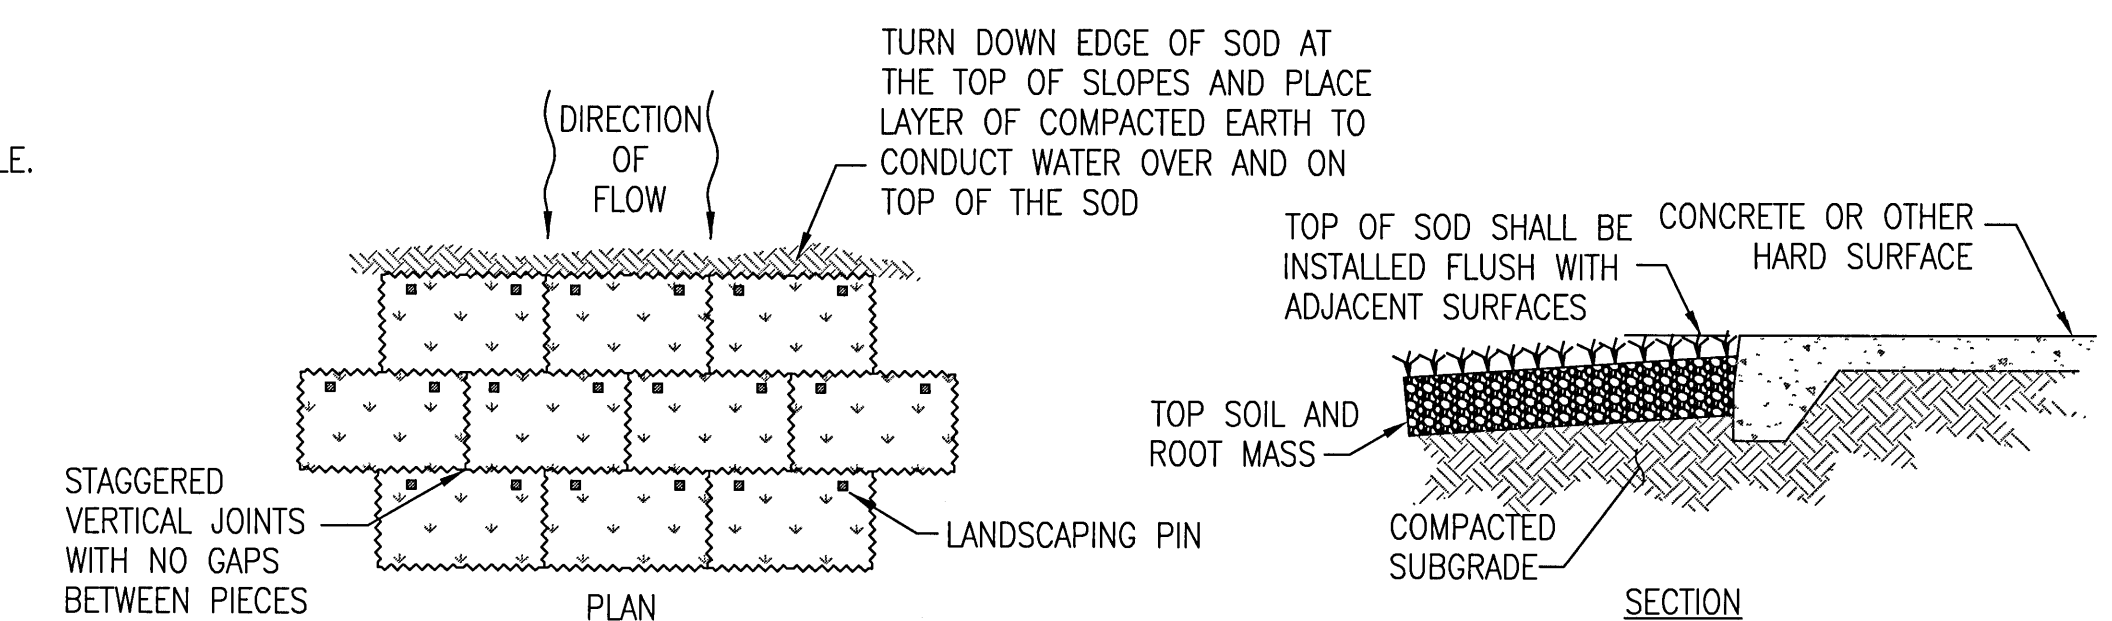 LE.
DIRECTION
OF
FLOW
TURN DOWN EDGE OF SOD AT
THE TOP OF SLOPES AND PLACE
LAYER OF COMPACTED EARTH TO
CONDUCT WATER OVER AND ON
TOP OF THE SOD
STAGGERED
VERTICAL JOINTS
WITH NO GAPS
BETWEEN PIECES
LANDSCAPING PIN
PLAN
TOP OF SOD SHALL BE
INSTALLED FLUSH WITH
ADJACENT SURFACES
CONCRETE OR OTHER
HARD SURFACE
TOP SOIL AND
ROOT MASS
COMPACTED
SUBGRADE
SECTION